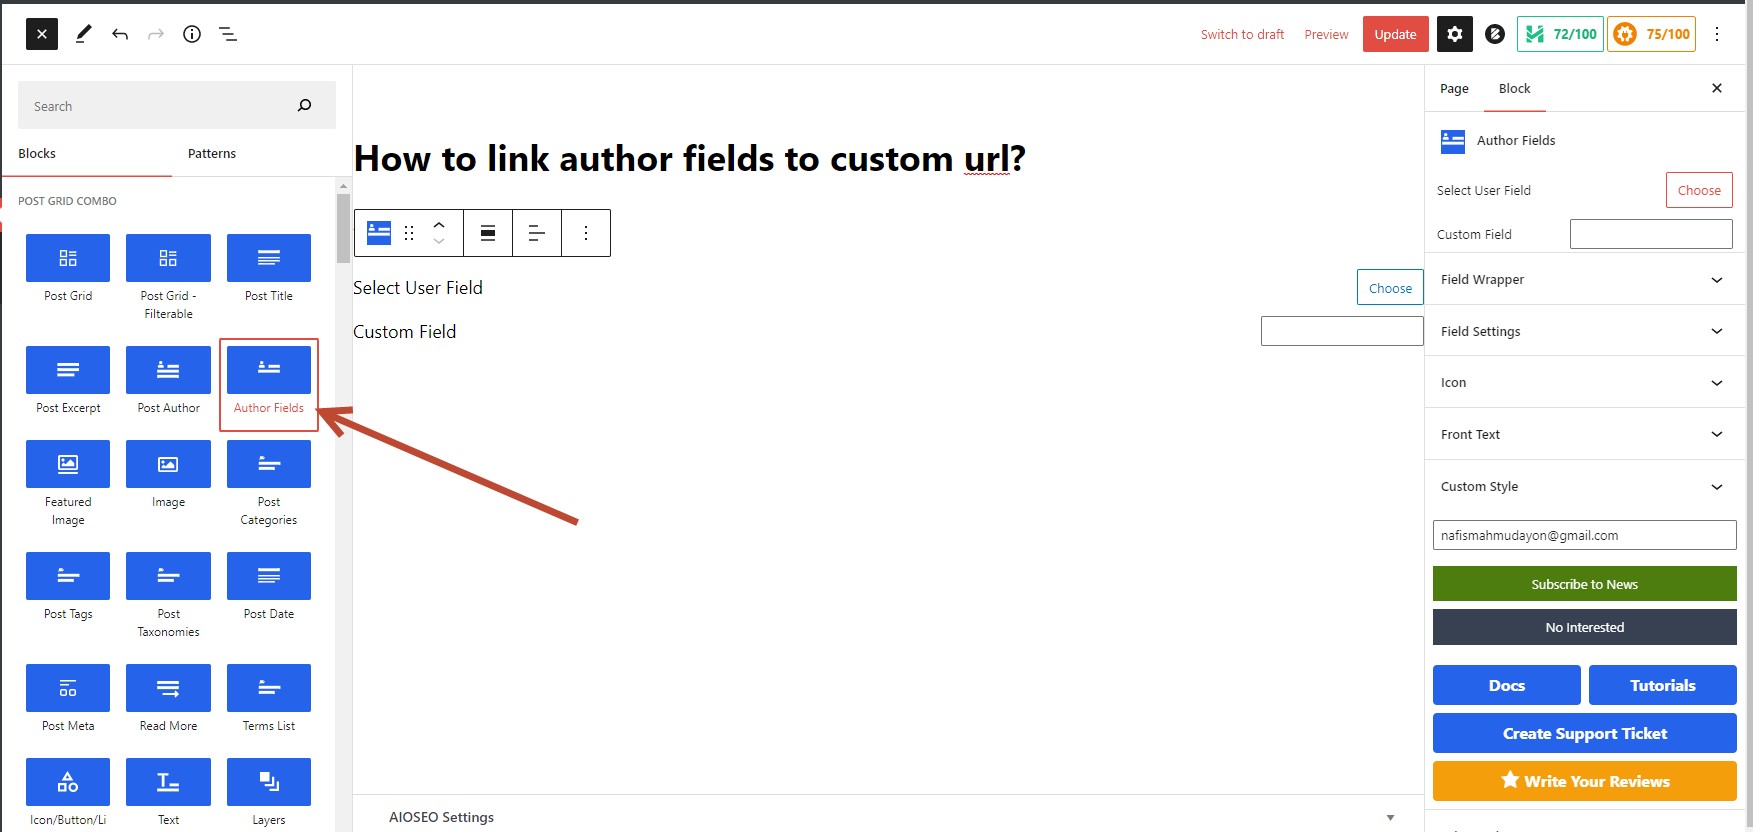 Switch to draft
Preview
Update
72/100
75/100
Search
Blocks
Patterns
POST GRID COMBO
Post Grid
Post Grid -
Filterable
Post Title
Post Excerpt
Post Author
Author Fields
Featured
Image
Image
Post
Categories
Post Tags
Post
Taxonomies
Post Date
Post Meta
Read More
Terms List
Icon/Button/Li
Text
Layers
How to link author fields to custom url?
Select User Field
Choose
Custom Field
AIOSEO Settings
Page
Block
Author Fields
Select User Field
Choose
Custom Field
Field Wrapper
Field Settings
Icon
Front Text
Custom Style
nafismahmudayon@gmail.com
Subscribe to News
No Interested
Docs
Tutorials
Create Support Ticket
Write Your Reviews